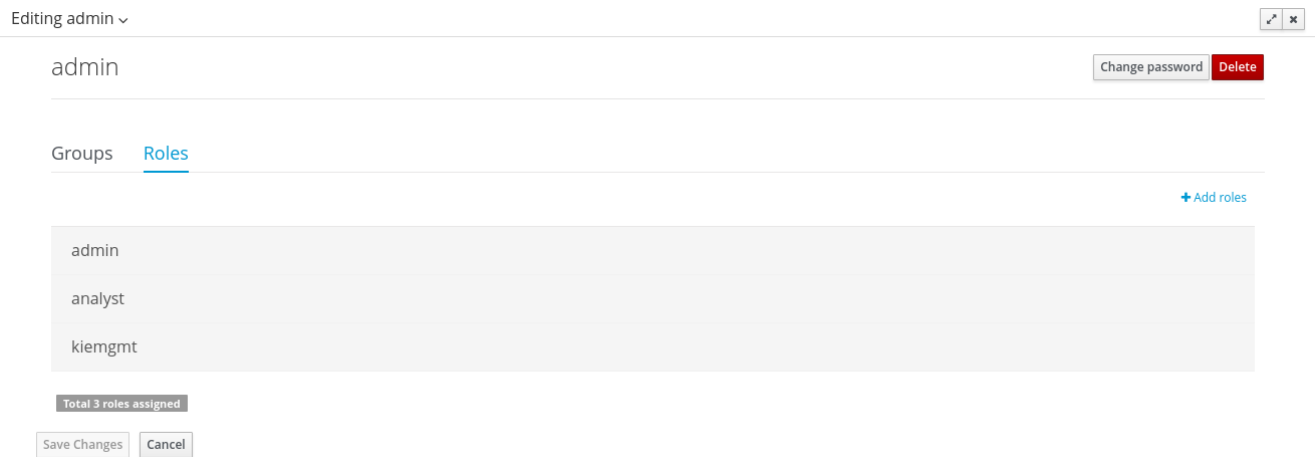 Editing admin
admin
Change password Delete
Groups Roles
Add roles
admin
analyst
kiemgmt
Total 3 roles assigned
Save Changes Cancel